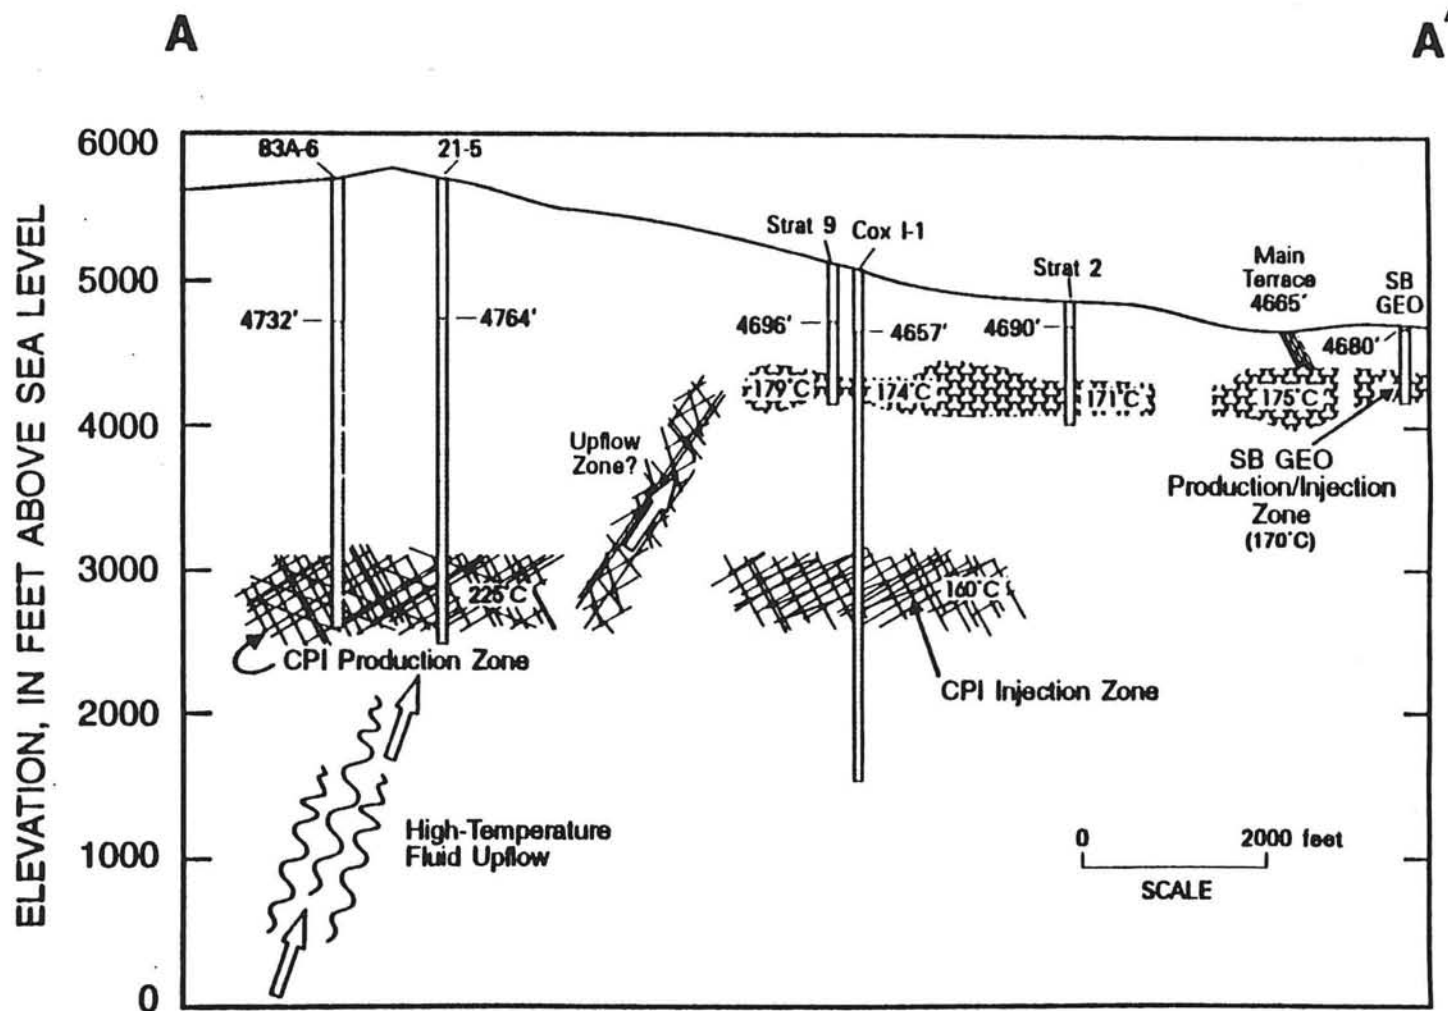 A
A'
ELEVATION, IN FEET ABOVE SEA LEVEL
6000
5000
4000
3000
2000
1000
0
83A-6
21-5
Strat 9
Cox I-1
Strat 2
Main
Terrace
4665'
SB
GEO
4732'
4764'
4696'
4657'
4690'
4680'
179°C
174°C
171°C
175°C
Upflow
Zone?
SB GEO
Production/Injection
Zone
(170°C)
225°C
160°C
CPI Production Zone
CPI Injection Zone
High-Temperature
Fluid Upflow
0 2000 feet
SCALE